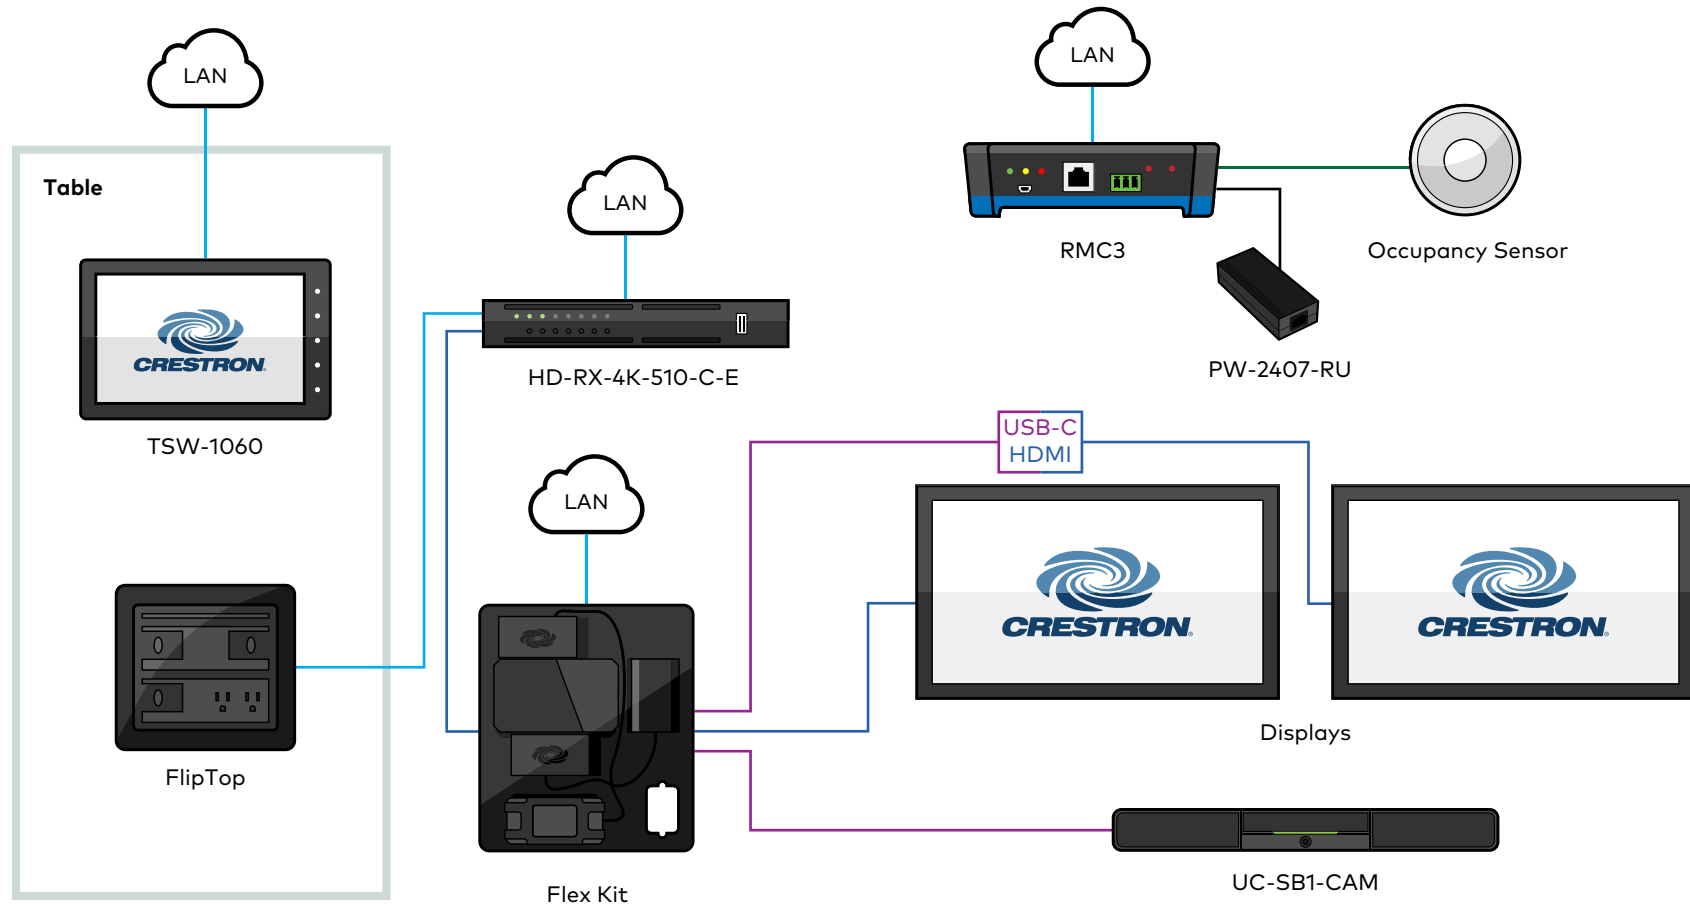 LAN
LAN
Table
LAN
RMC3
Occupancy Sensor
PW-2407-RU
HD-RX-4K-510-C-E
CRESTRON
TSW-1060
USB-C
HDMI
LAN
CRESTRON
CRESTRON
Displays
FlipTop
UC-SB1-CAM
Flex Kit